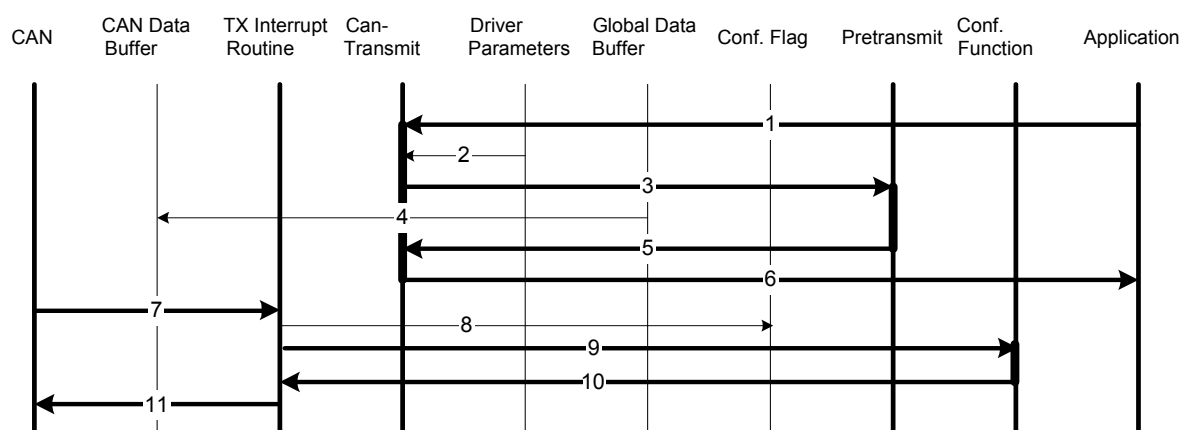 CAN
CAN Data
Buffer
TX Interrupt
Routine
Can-
Transmit
Driver
Parameters
Global Data
Buffer
Conf. Flag
Pretransmit
Conf.
Function
Application
1
2
3
4
5
6
7
8
9
10
11